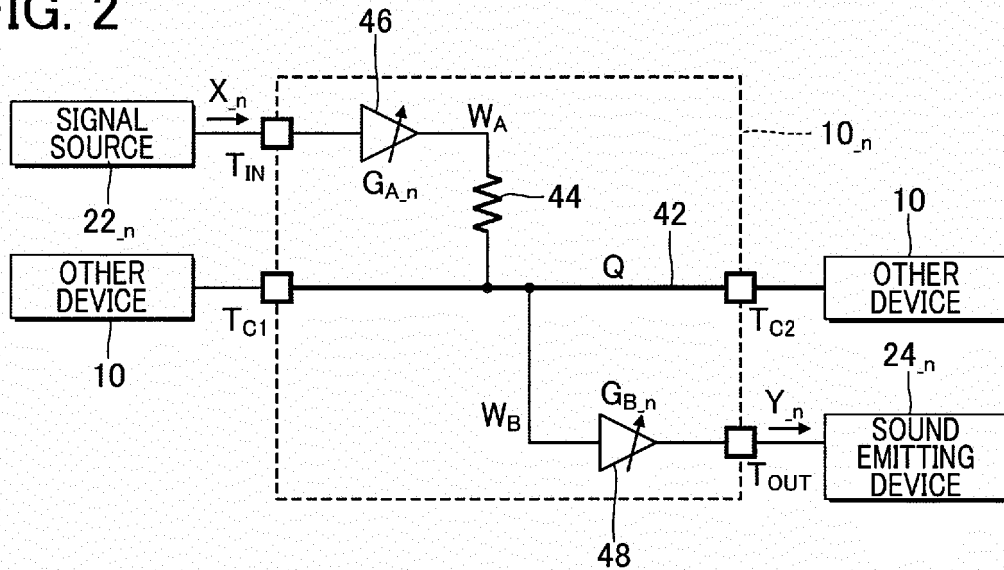 FIG. 2
46
X_n
SIGNAL
SOURCE
T_IN
W_A
10_n
G_A_n
44
22_n
OTHER
DEVICE
T_C1
10
Q
42
10
OTHER
DEVICE
T_C2
24_n
G_B_n
W_B
Y_n
SOUND
EMITTING
DEVICE
T_OUT
48